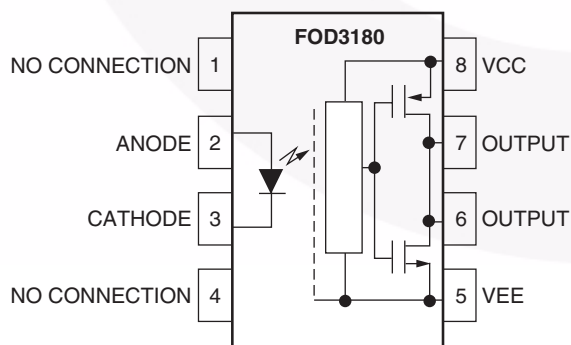 FOD3180
NO CONNECTION 1
8 VCC
ANODE 2
7 OUTPUT
CATHODE 3
6 OUTPUT
NO CONNECTION 4
5 VEE